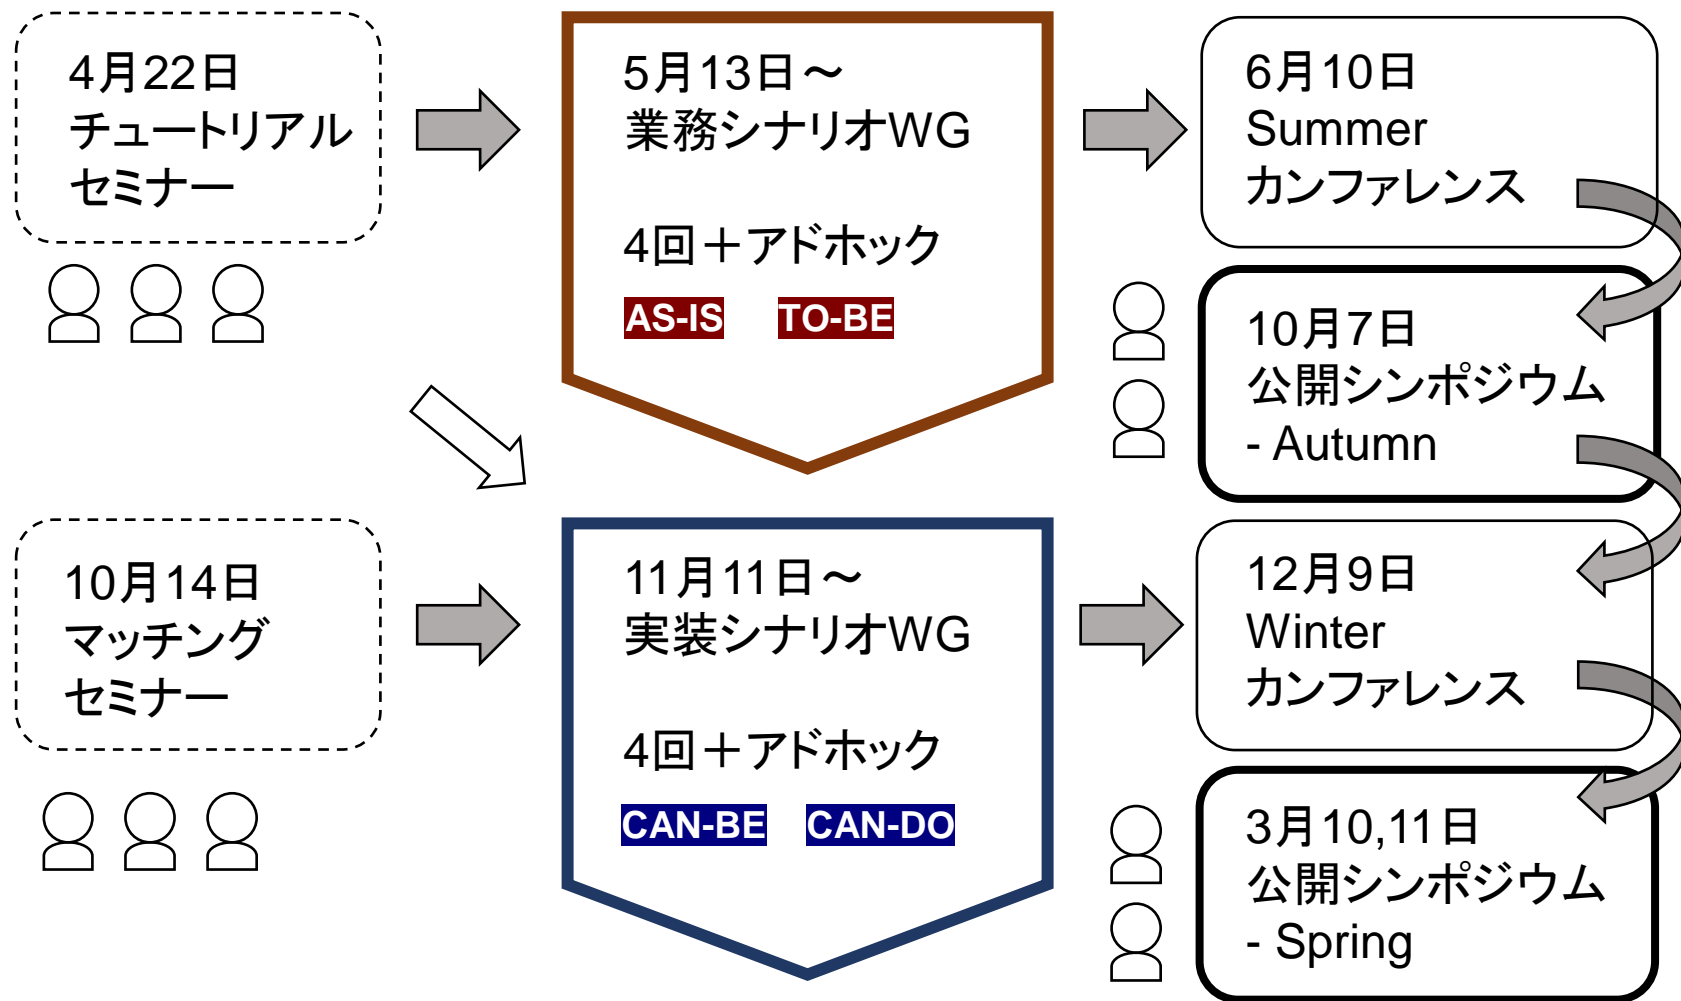 4月22日
チュートリアル
セミナー
5月13日～
業務シナリオWG
4回＋アドホック
AS-IS TO-BE
6月10日
Summer
カンファレンス
10月7日
公開シンポジウム
- Autumn
10月14日
マッチング
セミナー
11月11日～
実装シナリオWG
4回＋アドホック
CAN-BE CAN-DO
12月9日
Winter
カンファレンス
3月10,11日
公開シンポジウム
- Spring